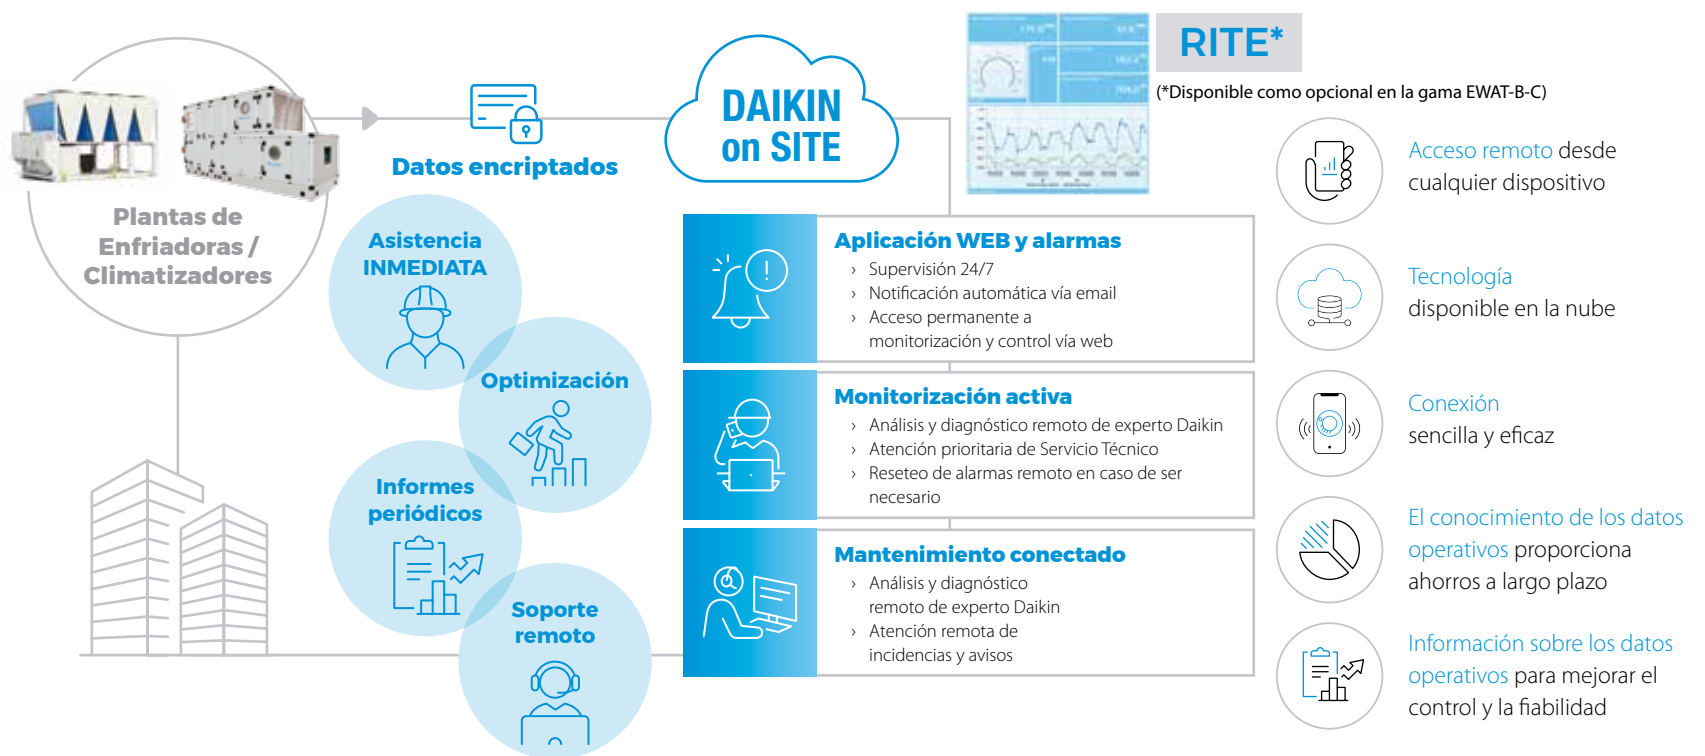 Plantas de
Enfriadoras /
Climatizadores
Datos encriptados
DAIKIN
on SITE
RITE*
(*Disponible como opcional en la gama EWAT-B-C)
Asistencia
INMEDIATA
Optimización
Informes
periódicos
Soporte
remoto
Aplicación WEB y alarmas
› Supervisión 24/7
› Notificación automática vía email
› Acceso permanente a
monitorización y control vía web
Monitorización activa
› Análisis y diagnóstico remoto de experto Daikin
› Atención prioritaria de Servicio Técnico
› Reseteo de alarmas remoto en caso de ser
necesario
Mantenimiento conectado
› Análisis y diagnóstico
remoto de experto Daikin
› Atención remota de
incidencias y avisos
Acceso remoto desde
cualquier dispositivo
Tecnología
disponible en la nube
Conexión
sencilla y eficaz
El conocimiento de los datos
operativos proporciona
ahorros a largo plazo
Información sobre los datos
operativos para mejorar el
control y la fiabilidad